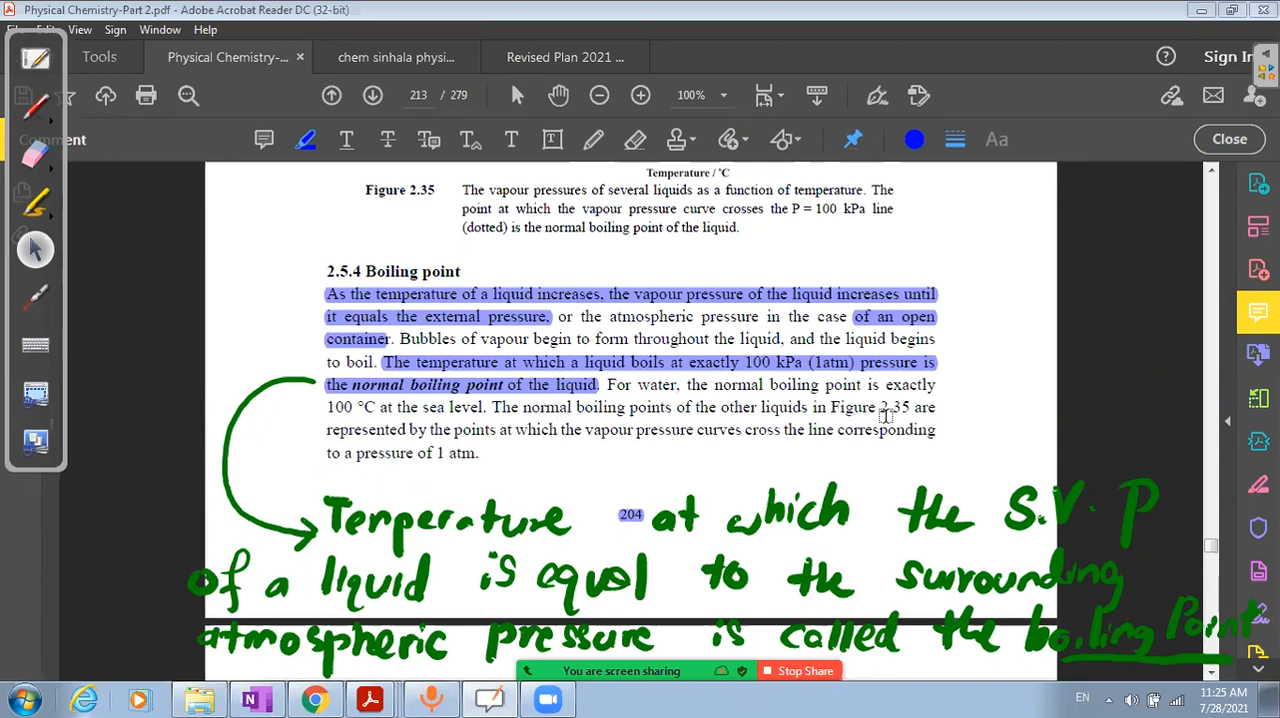 Physical Chemistry-Part 2.pdf - Adobe Acrobat Reader DC (32-bit)
View Sign Window Help
Tools Physical Chemistry-... × chem sinhala physi... Revised Plan 2021 ... Sign In
213 / 279 100%
Comment T T T T T Aa Close
Temperature / °C
Figure 2.35 The vapour pressures of several liquids as a function of temperature. The
point at which the vapour pressure curve crosses the P = 100 kPa line
(dotted) is the normal boiling point of the liquid.
2.5.4 Boiling point
As the temperature of a liquid increases, the vapour pressure of the liquid increases until
it equals the external pressure, or the atmospheric pressure in the case of an open
container. Bubbles of vapour begin to form throughout the liquid, and the liquid begins
to boil. The temperature at which a liquid boils at exactly 100 kPa (1atm) pressure is
the normal boiling point of the liquid. For water, the normal boiling point is exactly
100 °C at the sea level. The normal boiling points of the other liquids in Figure 2.35 are
represented by the points at which the vapour pressure curves cross the line corresponding
to a pressure of 1 atm.
Temperature 204 at which the S.V.P
of a liquid is equal to the surrounding
atmospheric pressure is called the boiling Point
You are screen sharing Stop Share
EN 11:25 AM
7/28/2021